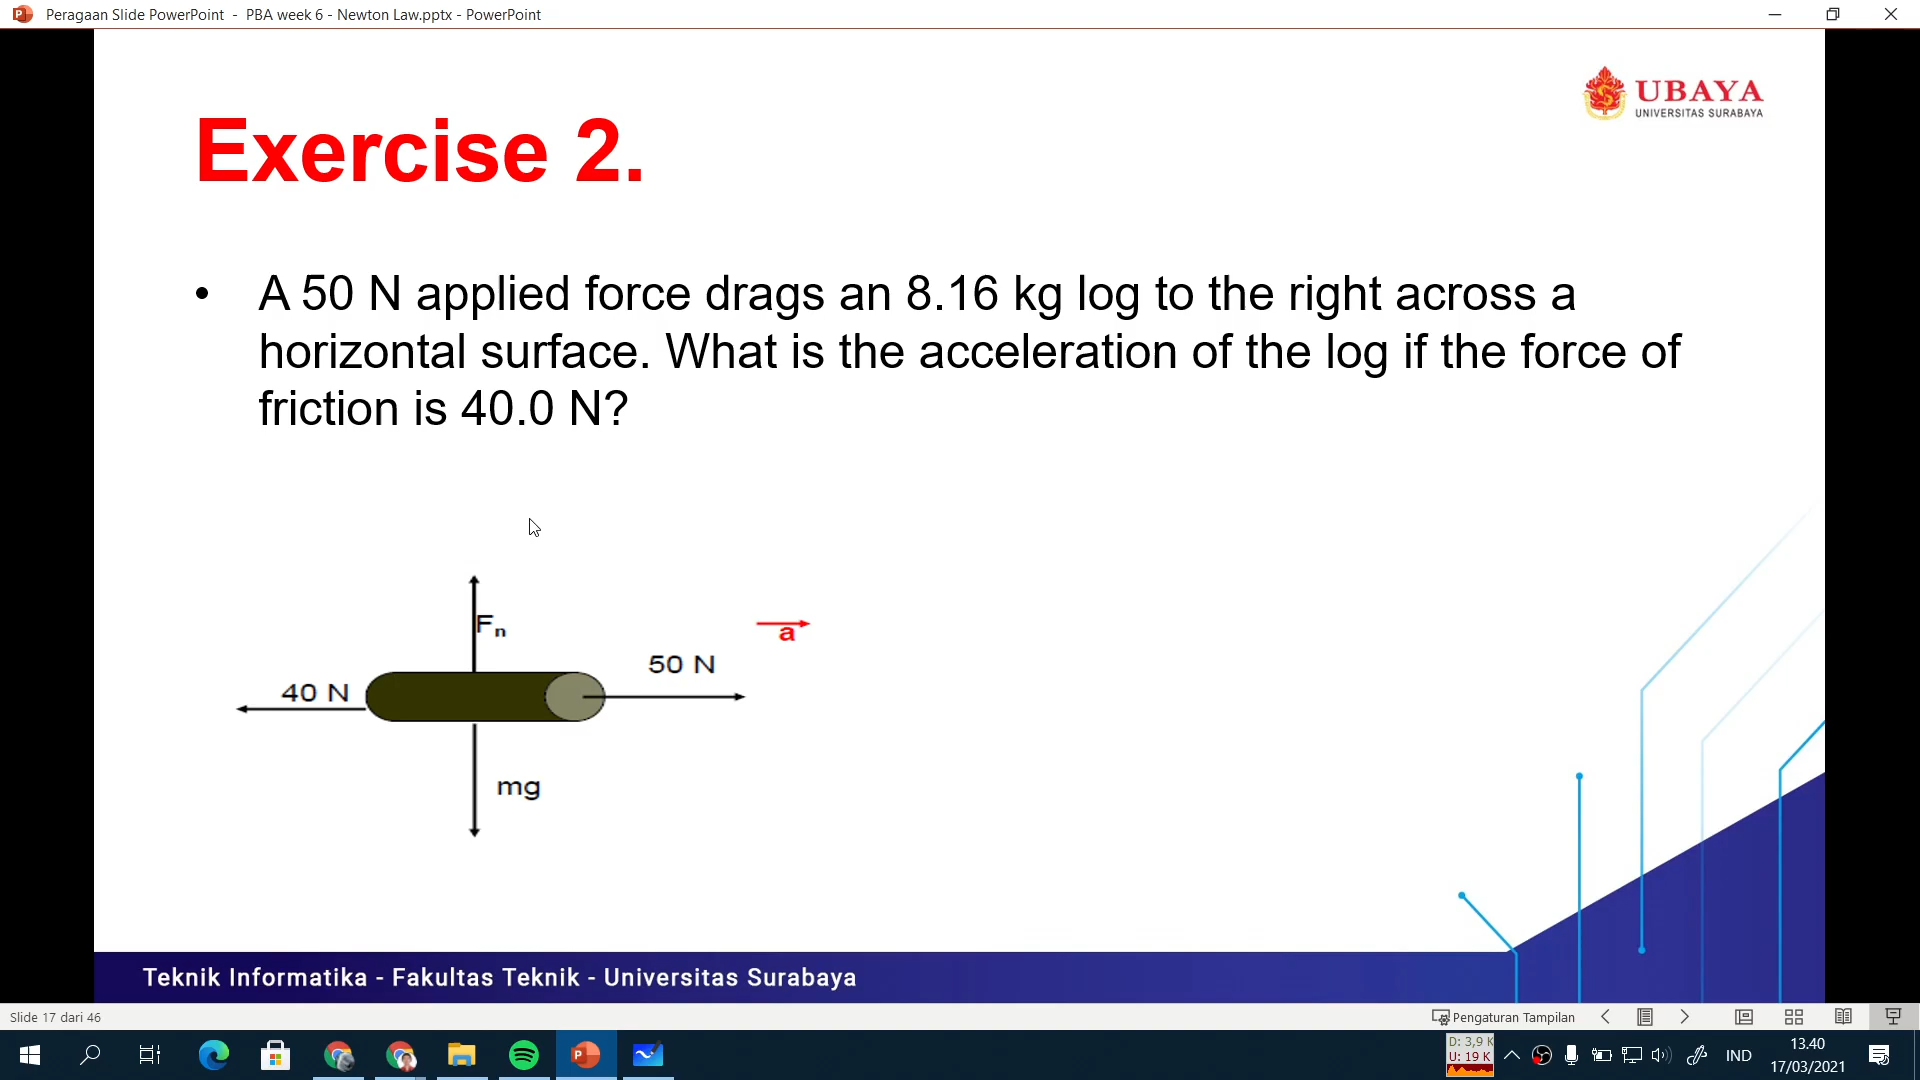 Peragaan Slide PowerPoint - PBA week 6 - Newton Law.pptx - PowerPoint
UBAYA
UNIVERSITAS SURABAYA
Exercise 2.
• A 50 N applied force drags an 8.16 kg log to the right across a
horizontal surface. What is the acceleration of the log if the force of
friction is 40.0 N?
Fn
a
50 N
40 N
mg
Teknik Informatika - Fakultas Teknik - Universitas Surabaya
Slide 17 dari 46
Pengaturan Tampilan
D: 3,9 K
U: 19 K
IND
13.40
17/03/2021